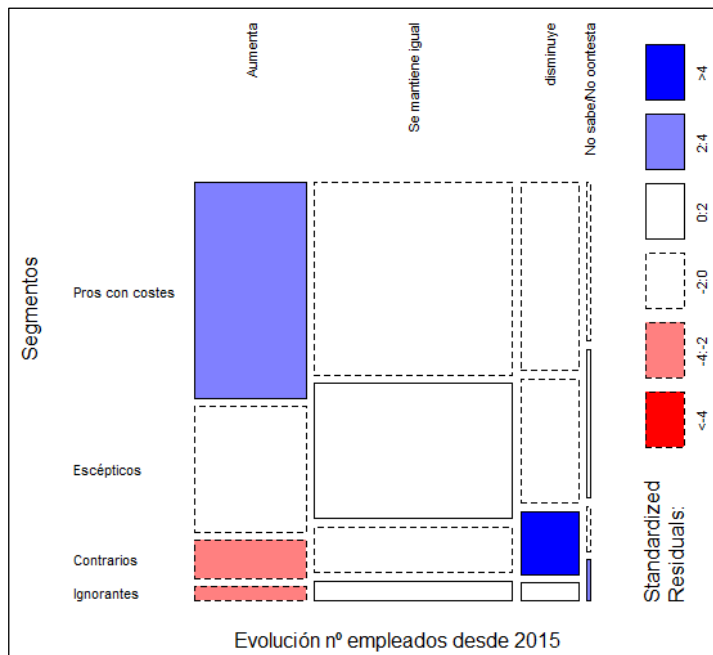 Aumenta
Se mantiene igual
disminuye
No sabe/No oontesta
Segmentos
Pros con costes
Escépticos
Contrarios
Ignorantes
Evolución nº empleados desde 2015
Standardized
Residuals:
<-4
-4:-2
-2:0
0:2
2:4
>4